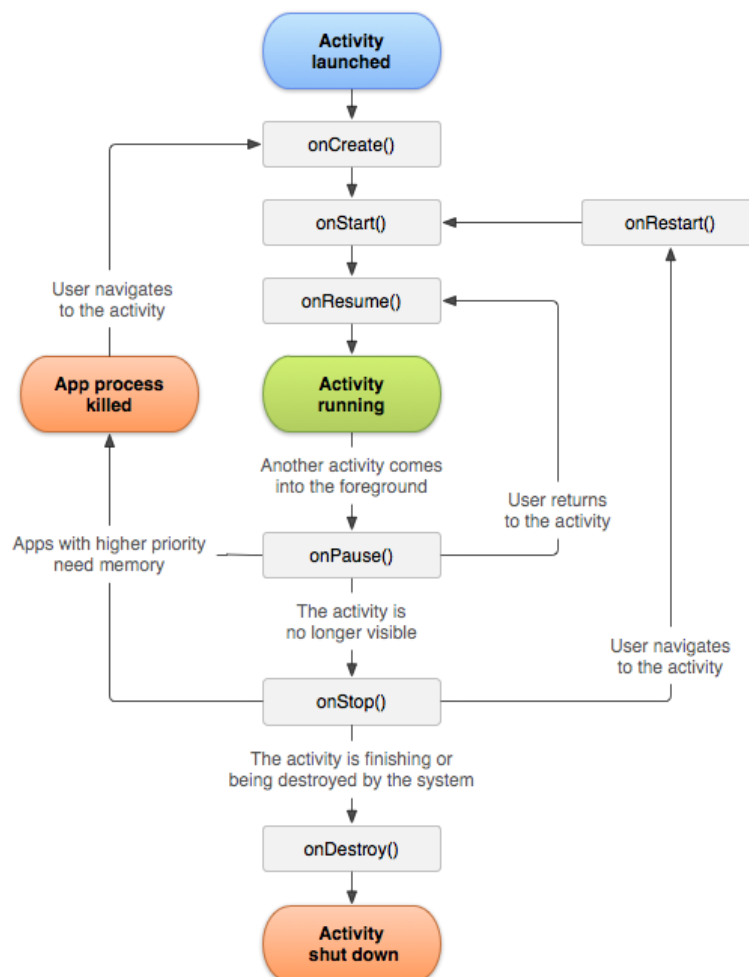 Activity
launched
onCreate()
onStart()
onRestart()
User navigates
to the activity
onResume()
App process
killed
Activity
running
Another activity comes
into the foreground
User returns
to the activity
Apps with higher priority
need memory
onPause()
The activity is
no longer visible
User navigates
to the activity
onStop()
The activity is finishing or
being destroyed by the system
onDestroy()
Activity
shut down